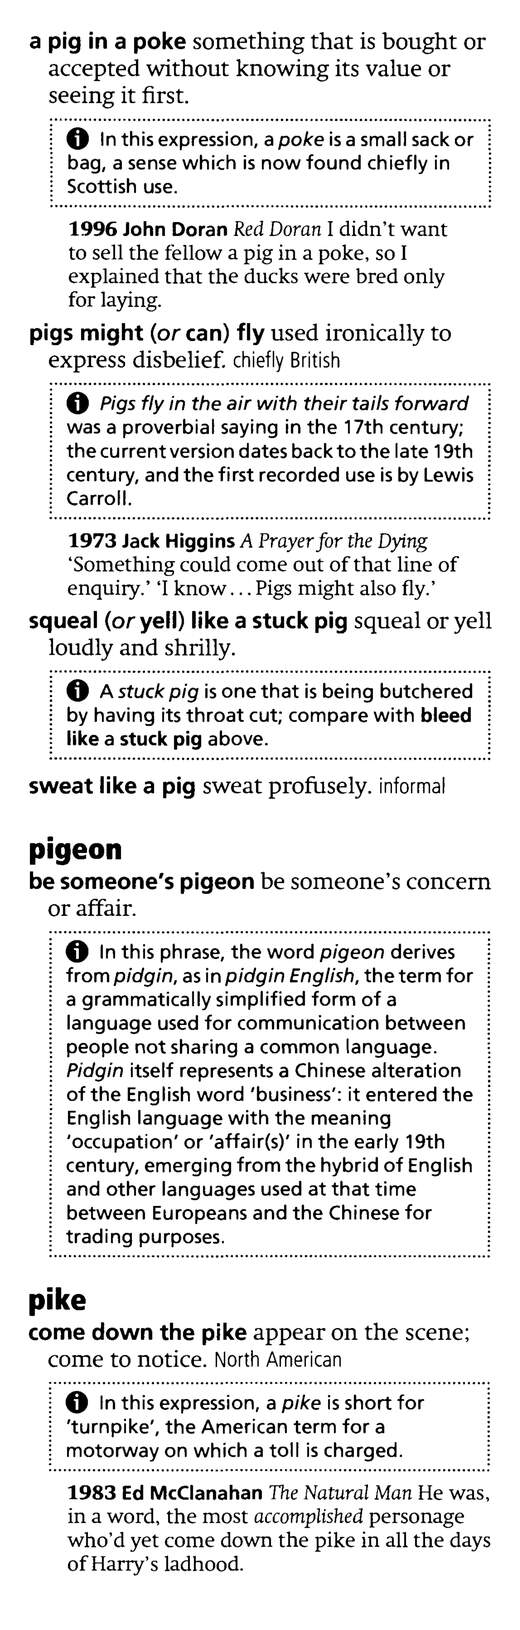 a pig in a poke something that is bought or
accepted without knowing its value or
seeing it first.
In this expression, a poke is a small sack or
bag, a sense which is now found chiefly in
Scottish use.
1996 John Doran Red Doran I didn't want
to sell the fellow a pig in a poke, so I
explained that the ducks were bred only
for laying.
pigs might (or can) fly used ironically to
express disbelief. chiefly British
Pigs fly in the air with their tails forward
was a proverbial saying in the 17th century;
the current version dates back to the late 19th
century, and the first recorded use is by Lewis
Carroll.
1973 Jack Higgins A Prayer for the Dying
'Something could come out of that line of
enquiry.' 'I know... Pigs might also fly.'
squeal (or yell) like a stuck pig squeal or yell
loudly and shrilly.
A stuck pig is one that is being butchered
by having its throat cut; compare with bleed
like a stuck pig above.
sweat like a pig sweat profusely. informal
pigeon
be someone's pigeon be someone's concern
or affair.
In this phrase, the word pigeon derives
from pidgin, as in pidgin English, the term for
a grammatically simplified form of a
language used for communication between
people not sharing a common language.
Pidgin itself represents a Chinese alteration
of the English word 'business': it entered the
English language with the meaning
'occupation' or 'affair(s)' in the early 19th
century, emerging from the hybrid of English
and other languages used at that time
between Europeans and the Chinese for
trading purposes.
pike
come down the pike appear on the scene;
come to notice. North American
In this expression, a pike is short for
'turnpike', the American term for a
motorway on which a toll is charged.
1983 Ed McClanahan The Natural Man He was,
in a word, the most accomplished personage
who'd yet come down the pike in all the days
of Harry's ladhood.